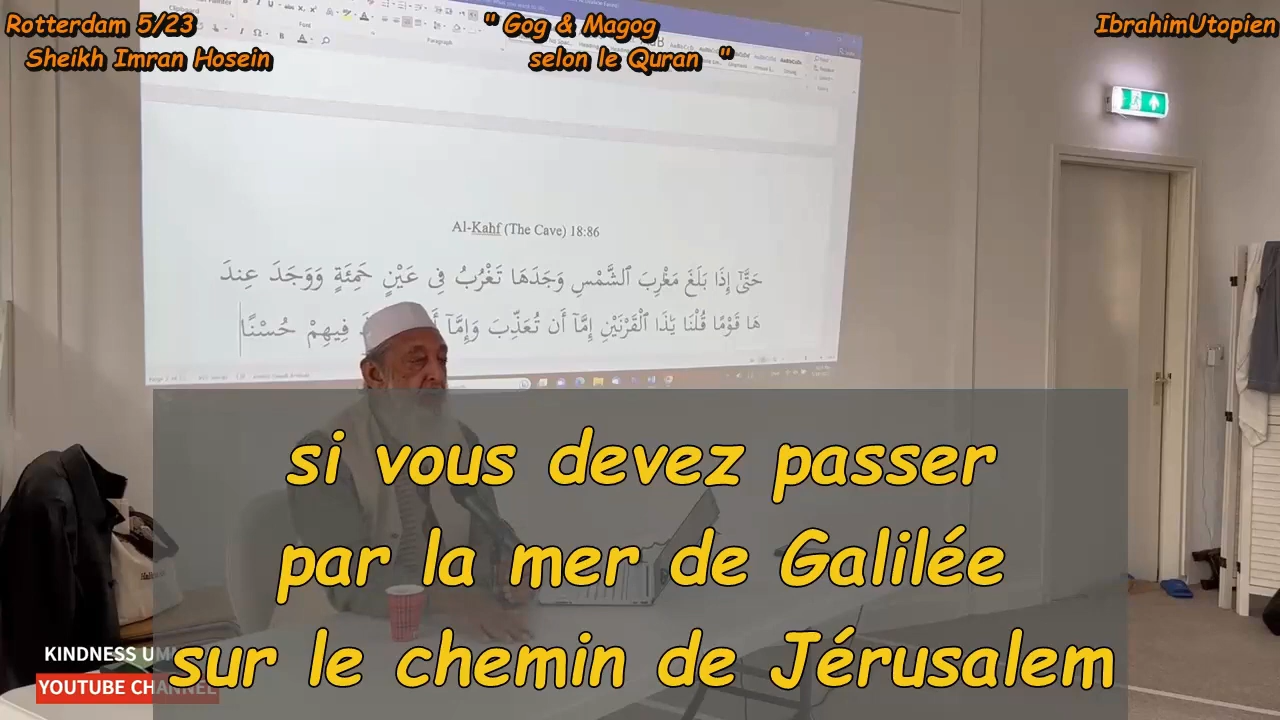 Rotterdam 5/23
Sheikh Imran Hosein
" Gog & Magog
selon le Quran "
IbrahimUtopien
Paragraph
Al-Kahf (The Cave) 18:86
حَتَّىٰٓ إِذَا بَلَغَ مَغْرِبَ ٱلشَّمْسِ وَجَدَهَا تَغْرُبُ فِى عَيْنٍ حَمِئَةٍ وَوَجَدَ عِندَ
هَا قَوْمًا قُلْنَا يَٰذَا ٱلْقَرْنَيْنِ إِمَّآ أَن تُعَذِّبَ وَإِمَّآ فِيهِمْ حُسْنًا
si vous devez passer
par la mer de Galilée
sur le chemin de Jérusalem
KINDNESS
YOUTUBE CHANNEL